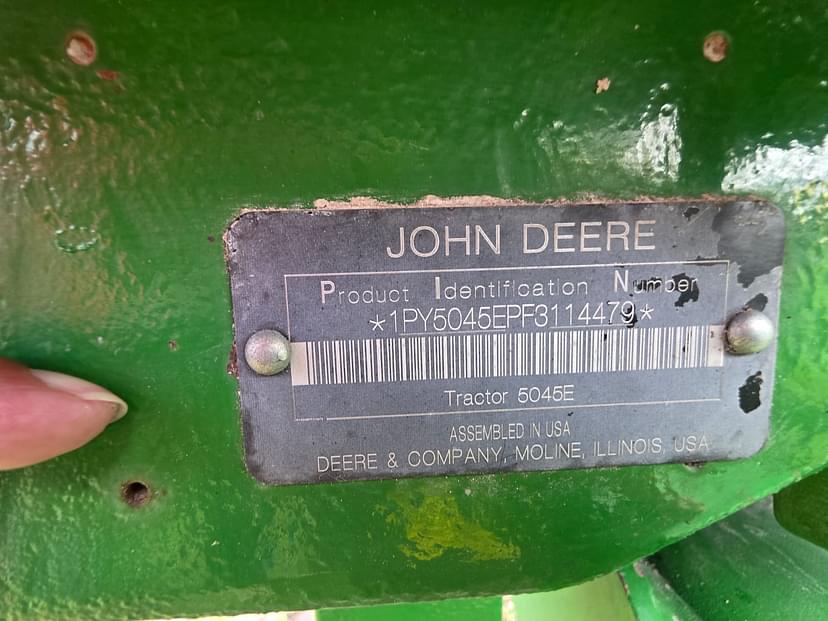 JOHN DEERE
Product Identification Number
*1PY5045EPF3114479*
Tractor 5045E
ASSEMBLED IN USA
DEERE & COMPANY, MOLINE, ILLINOIS, USA